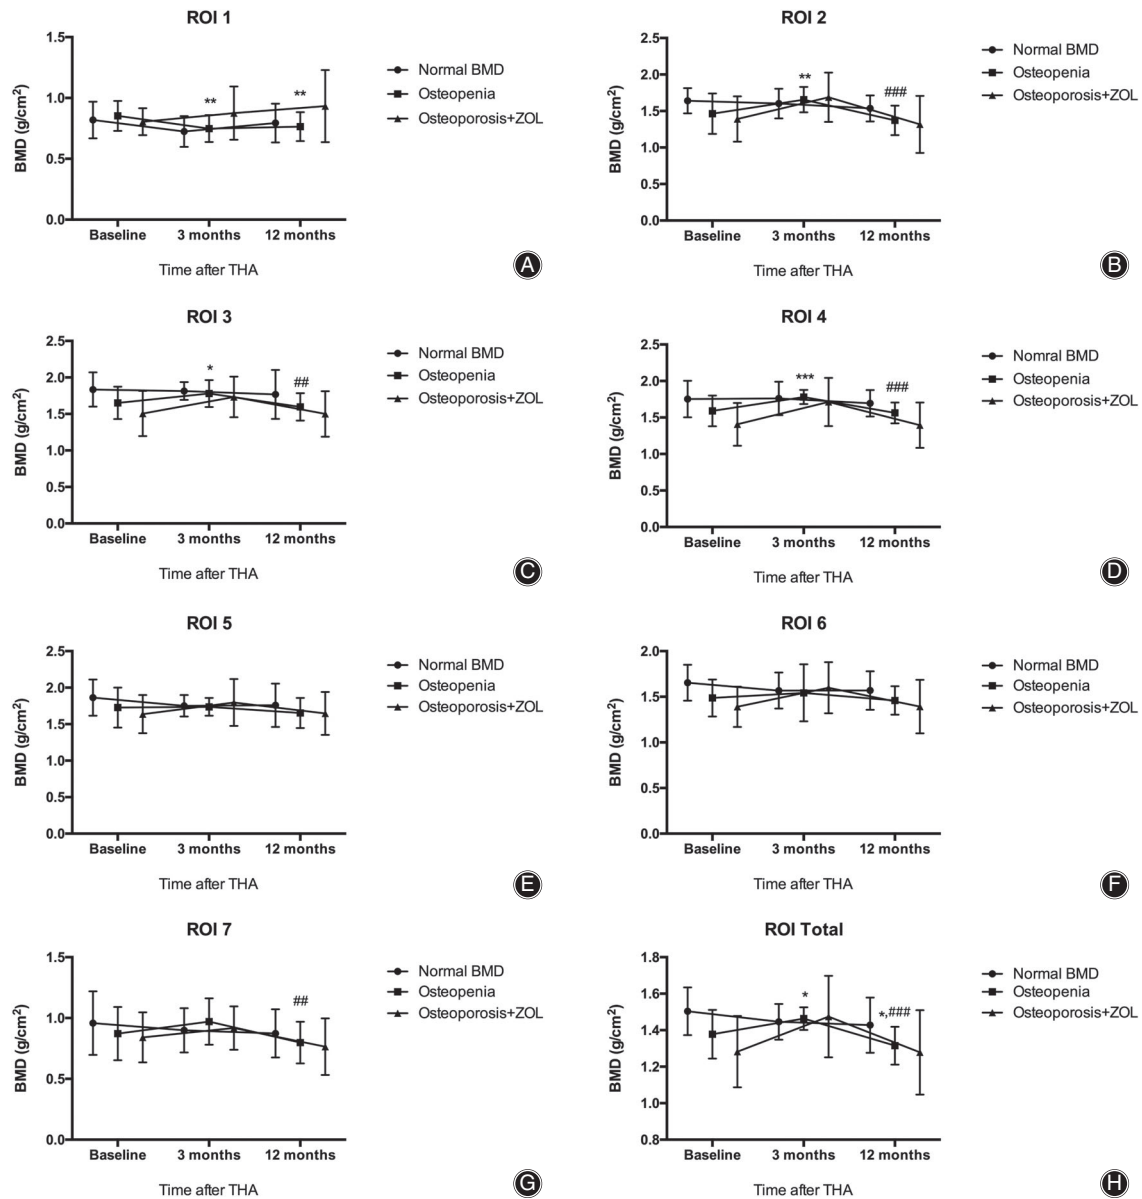 ROI 1
1.5
1.0
0.5
0.0
BMD (g/cm2)
**
**
Normal BMD
Osteopenia
Osteoporosis+ZOL
Baseline
3 months
12 months
Time after THA
A
ROI 2
2.5
2.0
1.5
1.0
0.5
0.0
BMD (g/cm2)
**
###
Normal BMD
Osteopenia
Osteoporosis+ZOL
Baseline
3 months
12 months
Time after THA
B
ROI 3
2.5
2.0
1.5
1.0
0.5
0.0
BMD (g/cm2)
*
##
Normal BMD
Osteopenia
Osteoporosis+ZOL
Baseline
3 months
12 months
Time after THA
C
ROI 4
2.5
2.0
1.5
1.0
0.5
0.0
BMD (g/cm2)
***
###
Nomral BMD
Osteopenia
Osteoporosis+ZOL
Baseline
3 months
12 months
Time after THA
D
ROI 5
2.5
2.0
1.5
1.0
0.5
0.0
BMD (g/cm2)
Normal BMD
Osteopenia
Osteoporosis+ZOL
Baseline
3 months
12 months
Time after THA
E
ROI 6
2.0
1.5
1.0
0.5
0.0
BMD (g/cm2)
Normal BMD
Osteopenia
Osteoporosis+ZOL
Baseline
3 months
12 months
Time after THA
F
ROI 7
1.5
1.0
0.5
0.0
BMD (g/cm2)
##
Normal BMD
Osteopenia
Osteoporosis+ZOL
Baseline
3 months
12 months
Time after THA
G
ROI Total
1.8
1.6
1.4
1.2
1.0
0.8
BMD (g/cm2)
*
*,###
Normal BMD
Osteopenia
Osteoporosis+ZOL
Baseline
3 months
12 months
Time after THA
H